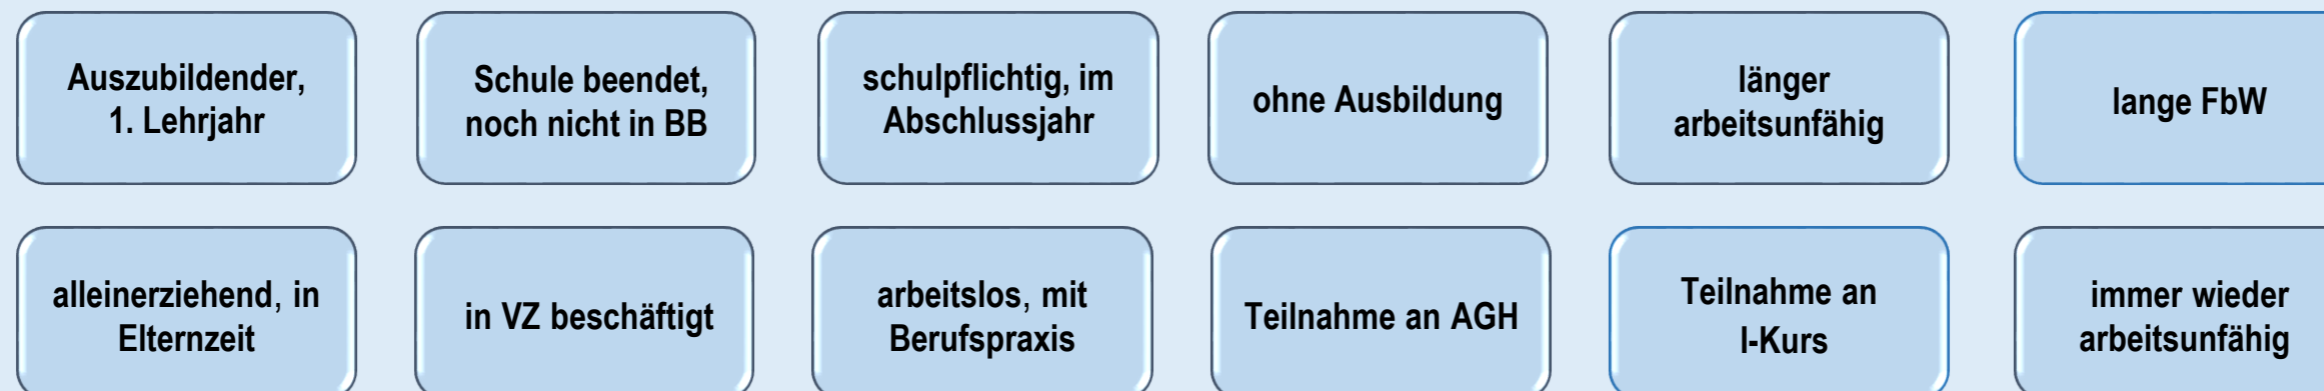 Auszubildender,
1. Lehrjahr
Schule beendet,
noch nicht in BB
schulpflichtig, im
Abschlussjahr
ohne Ausbildung
länger
arbeitsunfähig
lange FbW
alleinerziehend, in
Elternzeit
in VZ beschäftigt
arbeitslos, mit
Berufspraxis
Teilnahme an AGH
Teilnahme an
I-Kurs
immer wieder
arbeitsunfähig